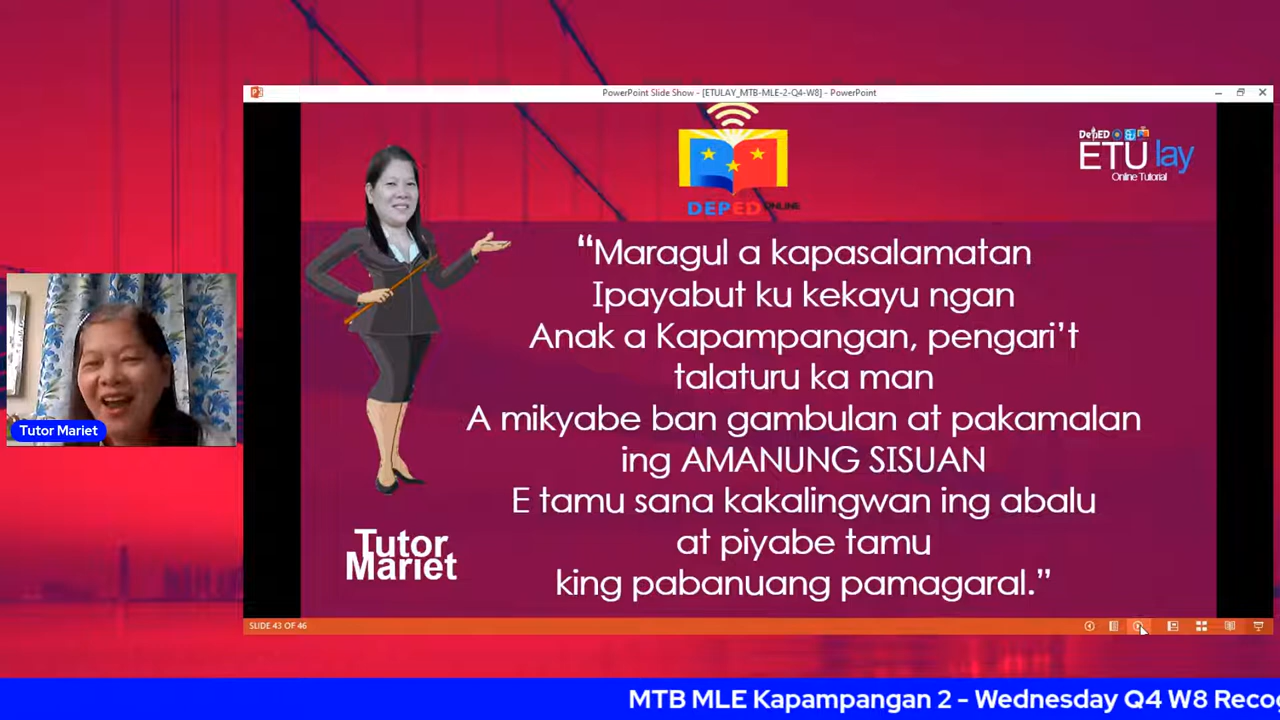 PowerPoint Slide Show - [ETULAY_MTB-MLE-2-Q4-W8] - PowerPoint
DEPED ONLINE
DepED
ETUlay
Online Tutorial
“Maragul a kapasalamatan
Ipayabut ku kekayu ngan
Anak a Kapampangan, pengari’t
talaturu ka man
A mikyabe ban gambulan at pakamalan
ing AMANUNG SISUAN
E tamu sana kakalingwan ing abalu
at piyabe tamu
king pabanuang pamagaral.”
Tutor
Mariet
Tutor Mariet
SLIDE 43 OF 46
MTB MLE Kapampangan 2 - Wednesday Q4 W8 Recog